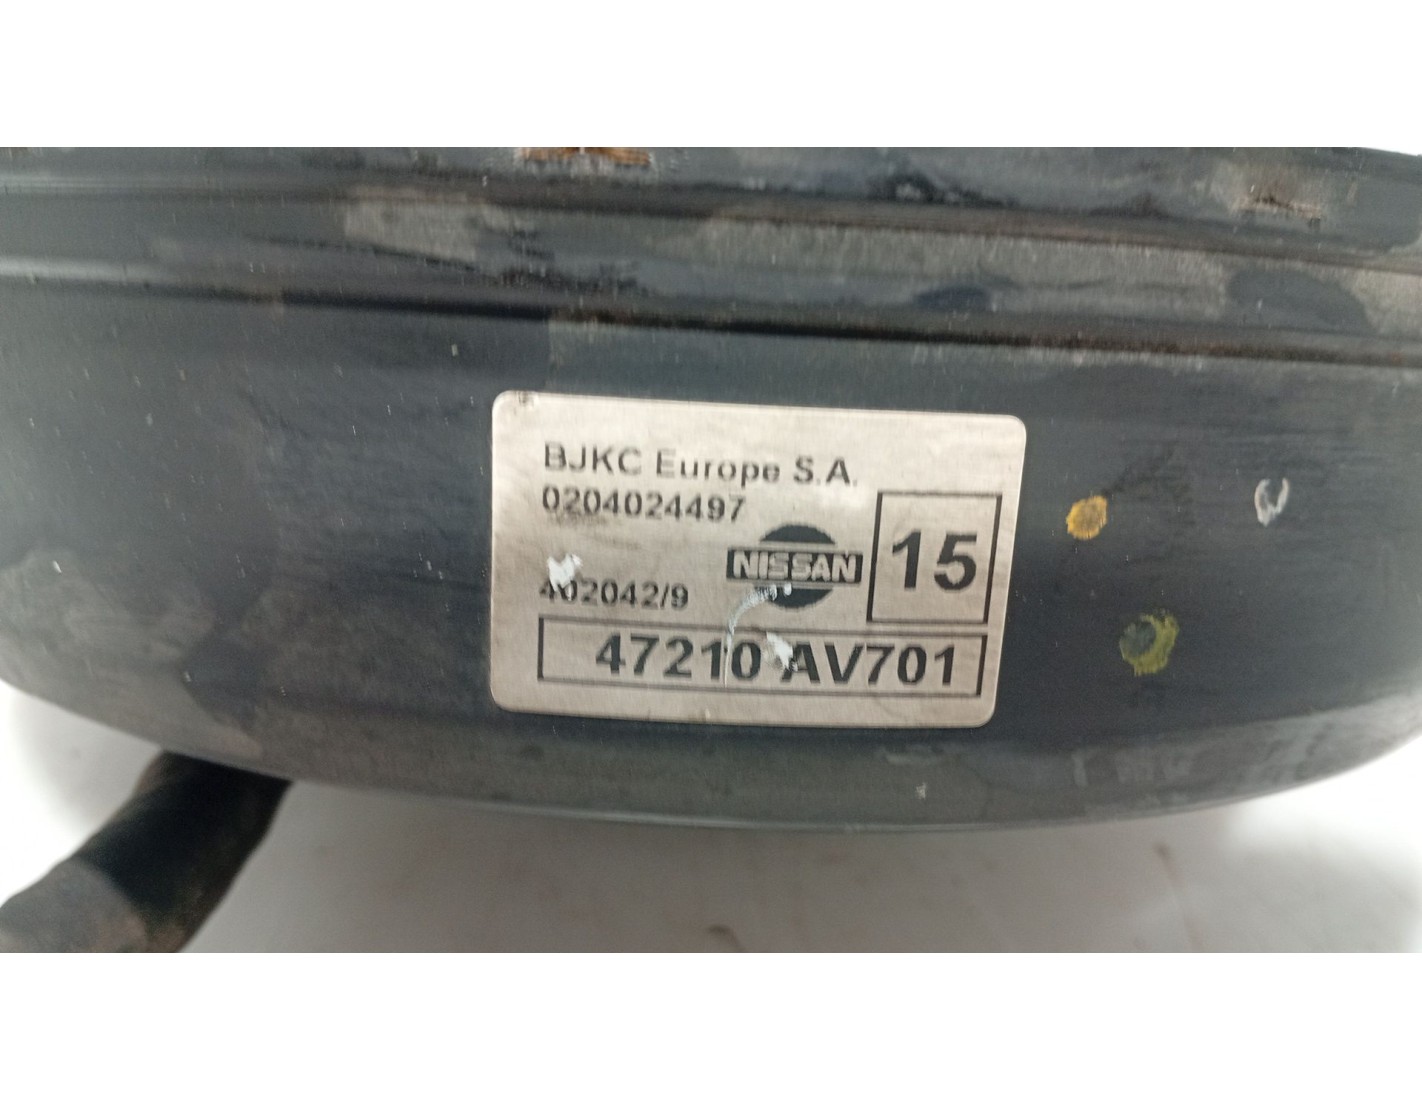 BJKC Europe S.A.
0204024497
NISSAN
15
402042/9
47210 AV701